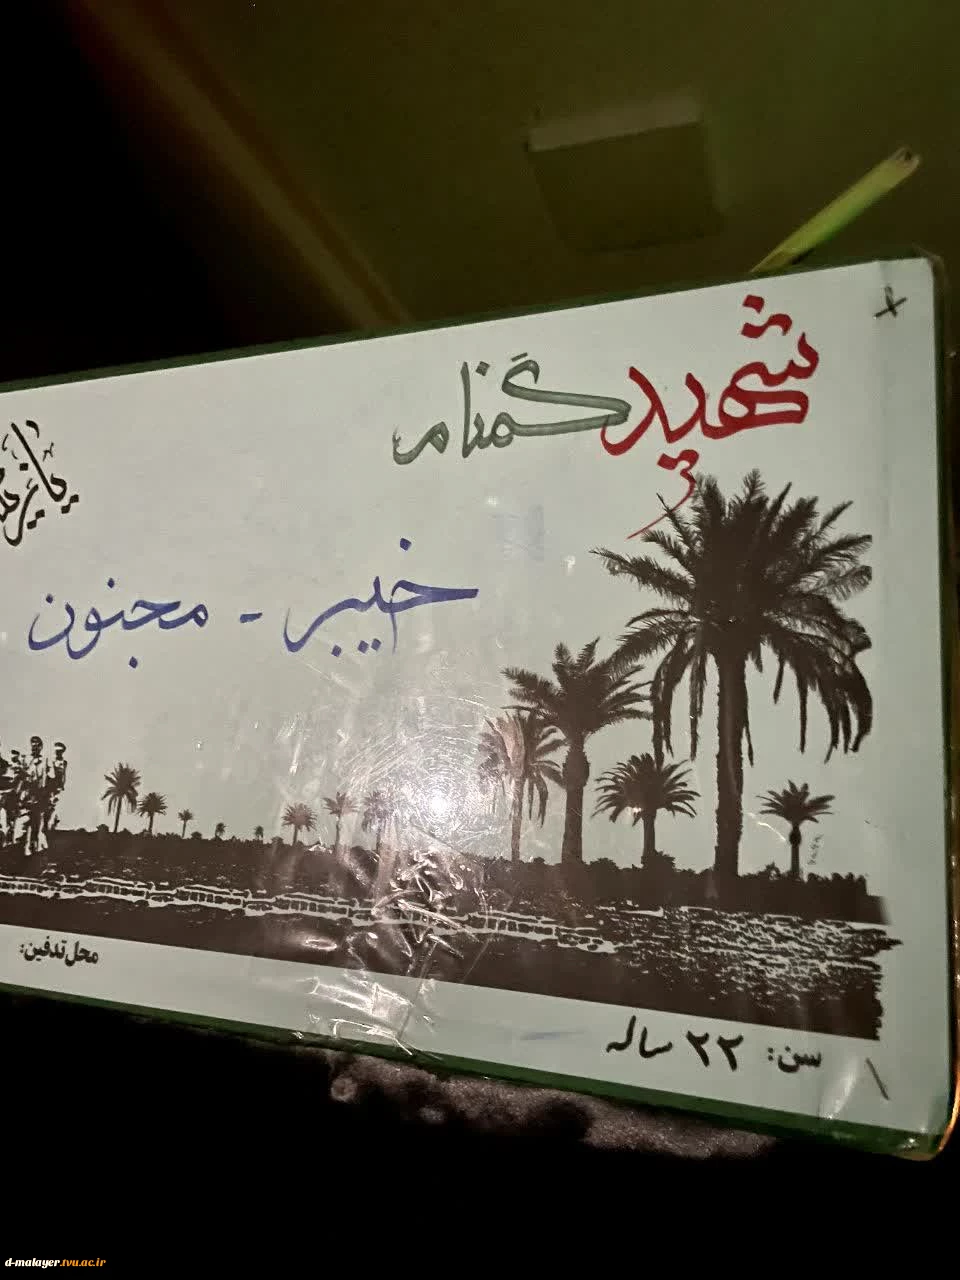 شهید گمنام
خیبر - مجنون
محل تدفین:
سن: ۲۲ ساله
d-malayer.tvu.ac.ir